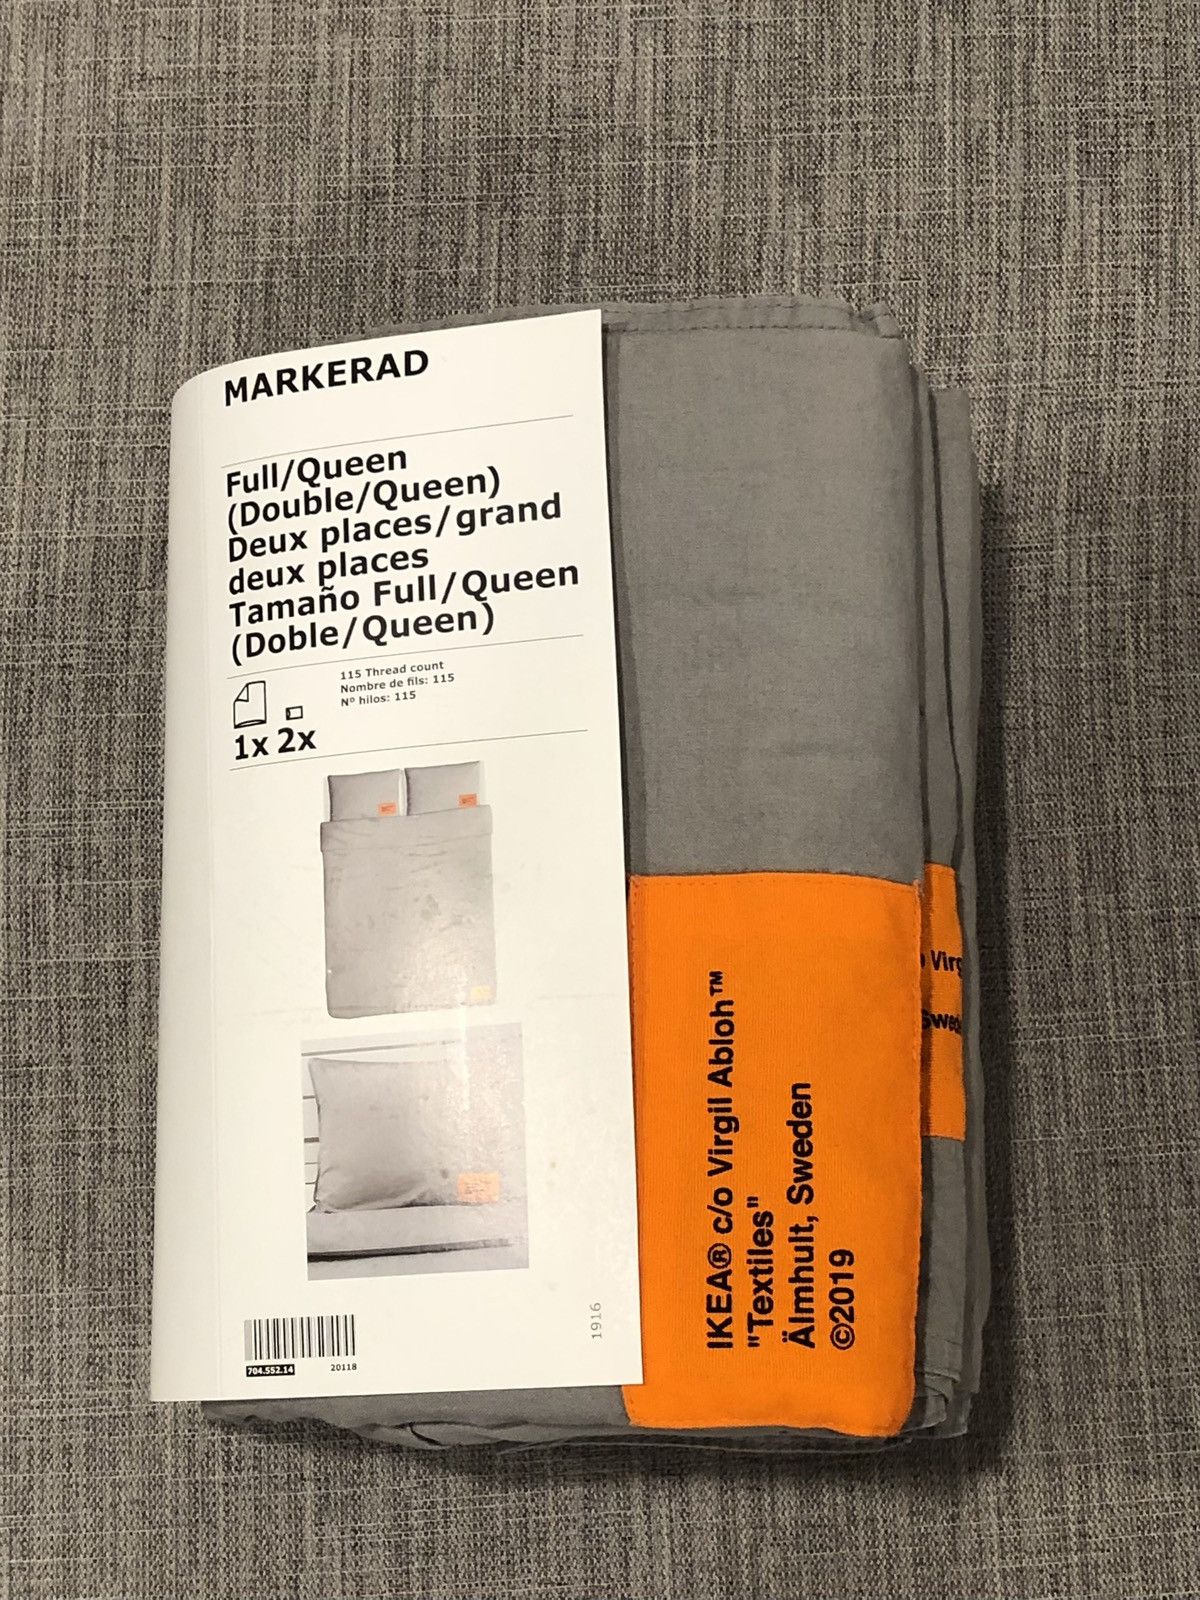 MARKERAD
Full/Queen
(Double/Queen)
Deux places/grand
deux places
Tamaño Full/Queen
(Doble/Queen)
115 Thread count
Nombre de fils: 115
Nº hilos: 115
1x 2x
704.552.14
20118
1916
IKEA® c/o Virgil Abloh™
"Textiles"
Älmhult, Sweden
©2019
Virg
Swed